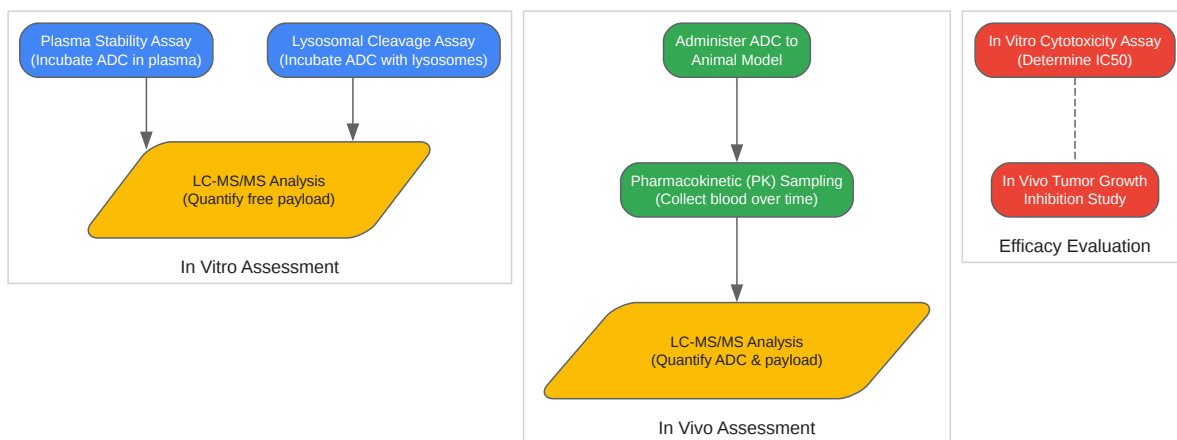 Plasma Stability Assay
(Incubate ADC in plasma)
Lysosomal Cleavage Assay
(Incubate ADC with lysosomes)
LC-MS/MS Analysis
(Quantify free payload)
In Vitro Assessment
Administer ADC to
Animal Model
Pharmacokinetic (PK) Sampling
(Collect blood over time)
LC-MS/MS Analysis
(Quantify ADC & payload)
In Vivo Assessment
In Vitro Cytotoxicity Assay
(Determine IC50)
In Vivo Tumor Growth
Inhibition Study
Efficacy Evaluation